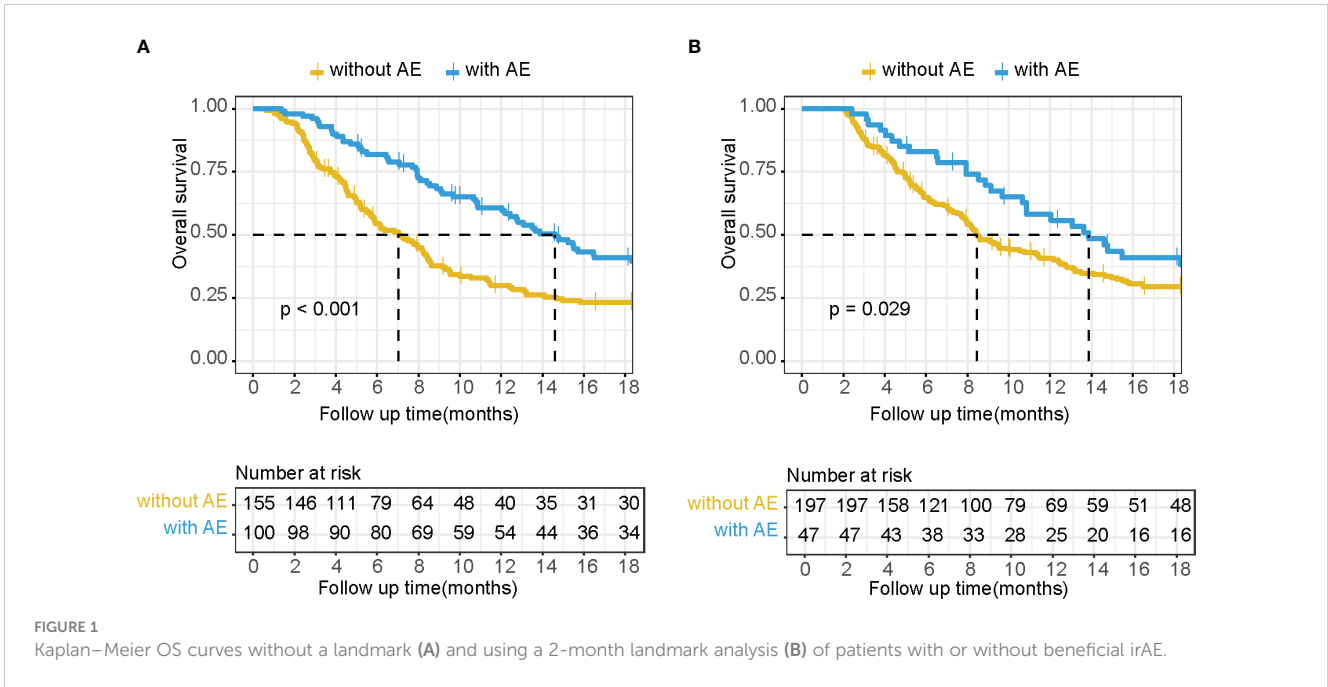 A
without AE with AE
1.00
0.75
0.50
0.25
0.00
Overall survival
p < 0.001
0 2 4 6 8 10 12 14 16 18
Follow up time(months)
Number at risk
without AE 155 146 111 79 64 48 40 35 31 30
with AE 100 98 90 80 69 59 54 44 36 34
0 2 4 6 8 10 12 14 16 18
Follow up time(months)
B
without AE with AE
1.00
0.75
0.50
0.25
0.00
Overall survival
p = 0.029
0 2 4 6 8 10 12 14 16 18
Follow up time(months)
Number at risk
without AE 197 197 158 121 100 79 69 59 51 48
with AE 47 47 43 38 33 28 25 20 16 16
0 2 4 6 8 10 12 14 16 18
Follow up time(months)
FIGURE 1
Kaplan–Meier OS curves without a landmark (A) and using a 2-month landmark analysis (B) of patients with or without beneficial irAE.